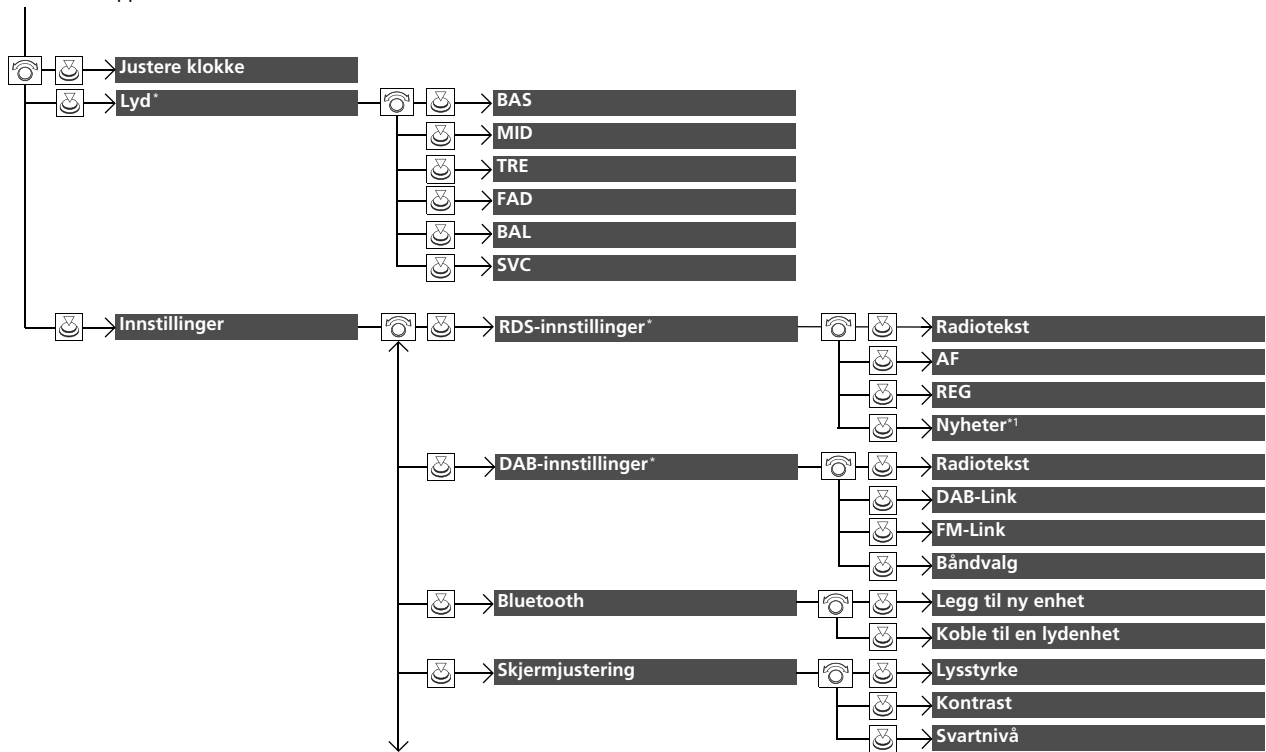 Justere klokke
Lyd*
BAS
MID
TRE
FAD
BAL
SVC
Innstillinger
RDS-innstillinger*
Radiotekst
AF
REG
Nyheter*1
DAB-innstillinger*
Radiotekst
DAB-Link
FM-Link
Båndvalg
Bluetooth
Legg til ny enhet
Koble til en lydenhet
Skjermjustering
Lysstyrke
Kontrast
Svartnivå